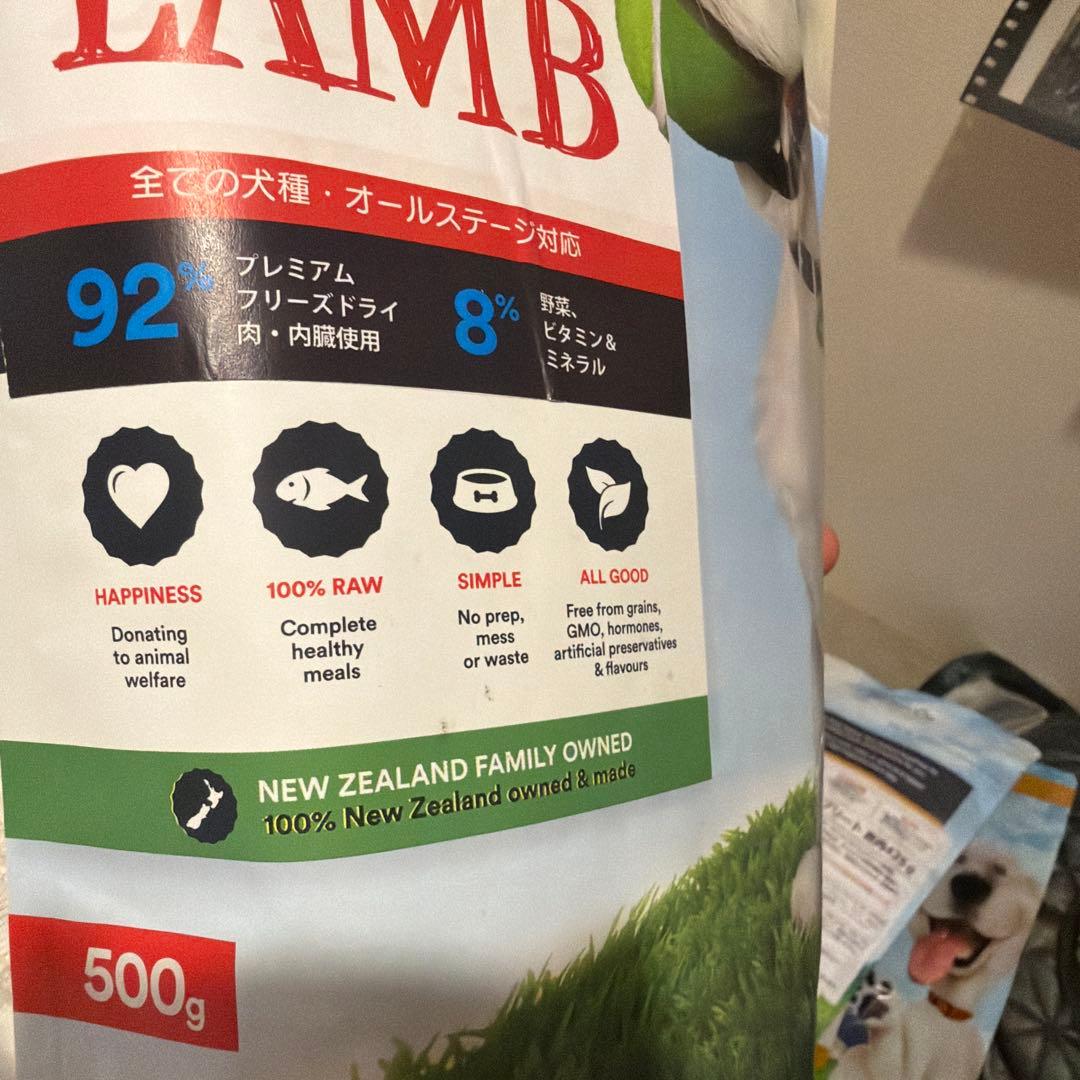 LAMB
全ての犬種・オールステージ対応
92%
プレミアム
フリーズドライ
肉・内臓使用
8%
野菜、
ビタミン&
ミネラル
HAPPINESS
Donating
to animal
welfare
100% RAW
Complete
healthy
meals
SIMPLE
No prep,
mess
or waste
ALL GOOD
Free from grains,
GMO, hormones,
artificial preservatives
& flavours
NEW ZEALAND FAMILY OWNED
100% New Zealand owned & made
500g